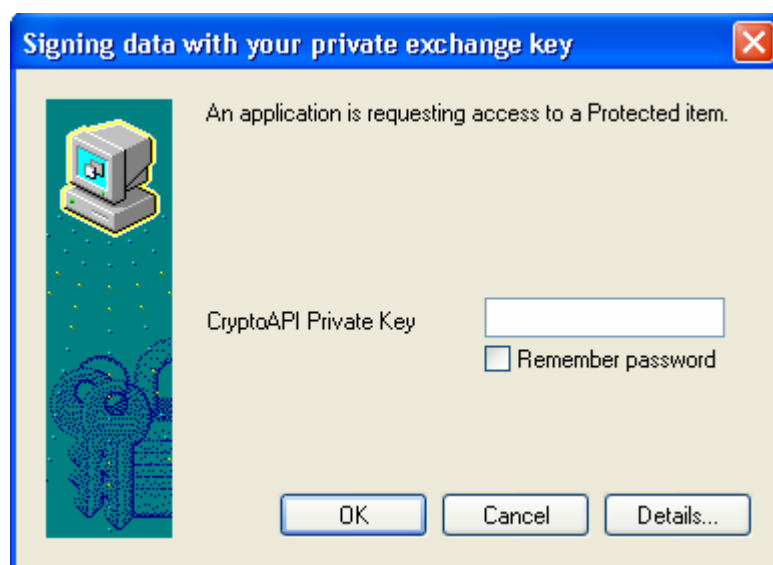 Signing data with your private exchange key
An application is requesting access to a Protected item.
CryptoAPI Private Key
Remember password
OK Cancel Details...